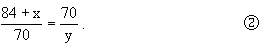 (84 + x)/70 = 70/y . ②